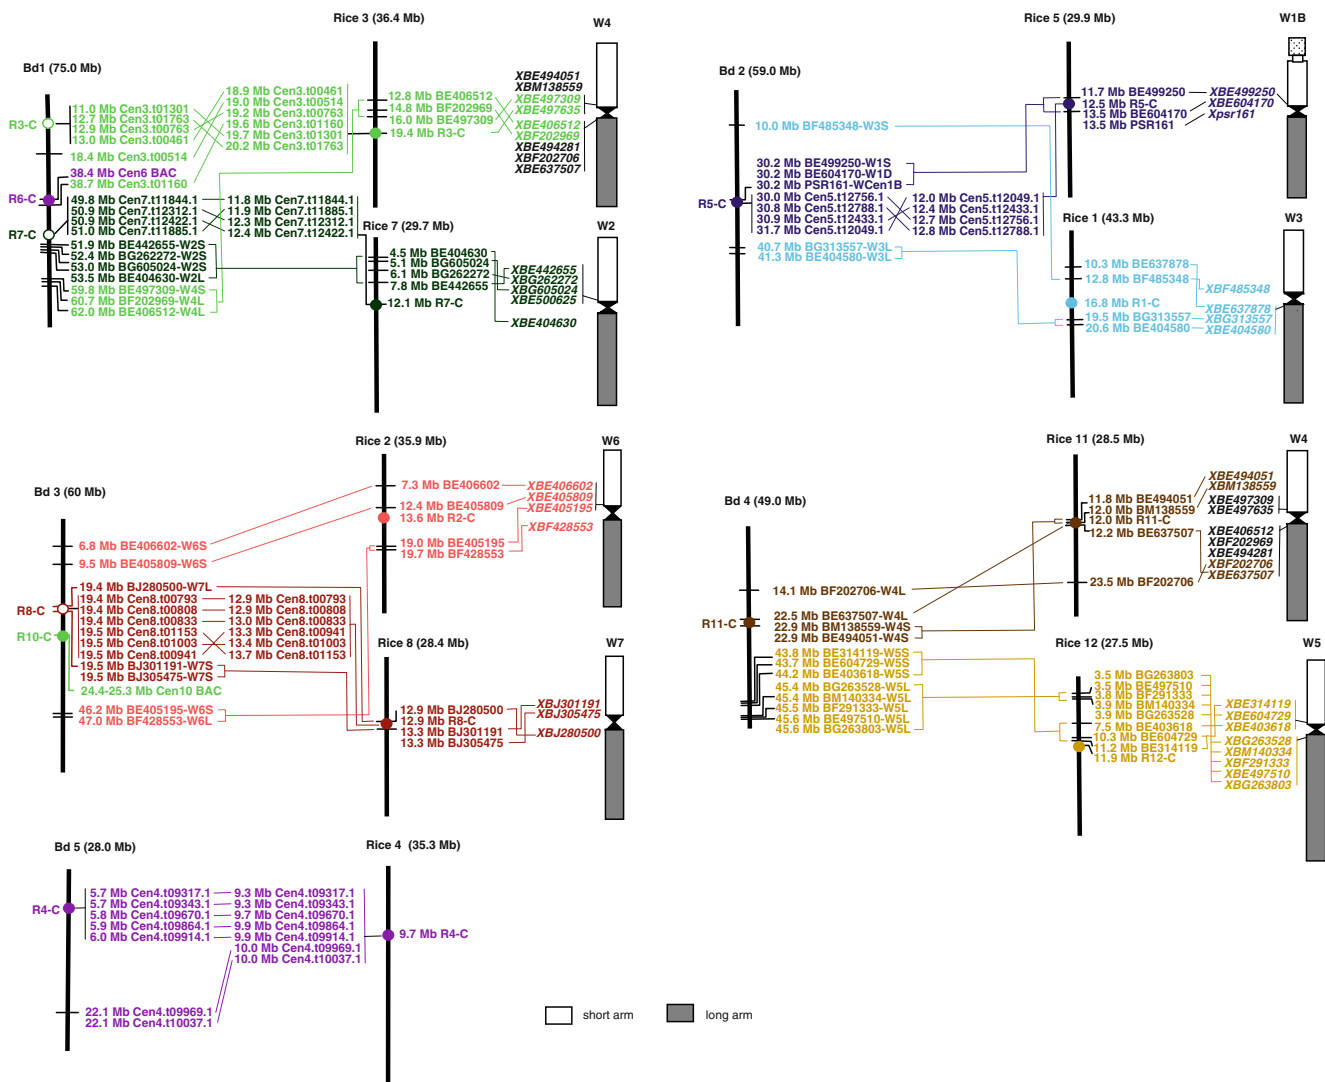 Bd1 (75.0 Mb)
Rice 3 (36.4 Mb)
W4
R3-C
11.0 Mb Cen3.t01301
12.7 Mb Cen3.t01763
12.9 Mb Cen3.t00763
13.0 Mb Cen3.t00461
18.4 Mb Cen3.t00514
38.4 Mb Cen6 BAC
38.7 Mb Cen3.t01160
R6-C
R7-C
49.8 Mb Cen7.t11844.1
50.9 Mb Cen7.t12312.1
50.9 Mb Cen7.t12422.1
51.0 Mb Cen7.t11885.1
51.9 Mb BE442655-W2S
52.4 Mb BG262272-W2S
53.0 Mb BG605024-W2S
53.5 Mb BE404630-W2L
59.8 Mb BE497309-W4S
60.7 Mb BF202969-W4L
62.0 Mb BE406512-W4L
18.9 Mb Cen3.t00461
19.0 Mb Cen3.t00514
19.2 Mb Cen3.t00763
19.6 Mb Cen3.t01160
19.7 Mb Cen3.t01301
20.2 Mb Cen3.t01763
11.8 Mb Cen7.t11844.1
11.9 Mb Cen7.t11885.1
12.3 Mb Cen7.t12312.1
12.4 Mb Cen7.t12422.1
12.8 Mb BE406512
14.8 Mb BF202969
16.0 Mb BE497309
19.4 Mb R3-C
XBE494051
XBM138559
XBE497309
XBE497635
XBE406512
XBF202969
XBE494281
XBF202706
XBE637507
Rice 7 (29.7 Mb)
W2
4.5 Mb BE404630
5.1 Mb BG605024
6.1 Mb BG262272
7.8 Mb BE442655
12.1 Mb R7-C
XBE442655
XBG262272
XBG605024
XBE500625
XBE404630
Bd 2 (59.0 Mb)
Rice 5 (29.9 Mb)
W1B
10.0 Mb BF485348-W3S
30.2 Mb BE499250-W1S
30.2 Mb BE604170-W1D
30.2 Mb PSR161-WCen1B
R5-C
30.0 Cen5.t12756.1
30.8 Mb Cen5.t12788.1
30.9 Mb Cen5.t12433.1
31.7 Mb Cen5.t12049.1
40.7 Mb BG313557-W3L
41.3 Mb BE404580-W3L
12.0 Mb Cen5.t12049.1
12.4 Mb Cen5.t12433.1
12.7 Mb Cen5.t12756.1
12.8 Mb Cen5.t12788.1
11.7 Mb BE499250
12.5 Mb R5-C
13.5 Mb BE604170
13.5 Mb PSR161
XBE499250
XBE604170
Xpsr161
Rice 1 (43.3 Mb)
W3
10.3 Mb BE637878
12.8 Mb BF485348
16.8 Mb R1-C
19.5 Mb BG313557
20.6 Mb BE404580
XBF485348
XBE637878
XBG313557
XBE404580
Bd 3 (60 Mb)
Rice 2 (35.9 Mb)
W6
6.8 Mb BE406602-W6S
9.5 Mb BE405809-W6S
R8-C
R10-C
19.4 Mb BJ280500-W7L
19.4 Mb Cen8.t00793
19.4 Mb Cen8.t00808
19.4 Mb Cen8.t00833
19.5 Mb Cen8.t01153
19.5 Mb Cen8.t01003
19.5 Mb Cen8.t00941
19.5 Mb BJ301191-W7S
19.5 Mb BJ305475-W7S
24.4-25.3 Mb Cen10 BAC
46.2 Mb BE405195-W6S
47.0 Mb BF428553-W6L
12.9 Mb Cen8.t00793
12.9 Mb Cen8.t00808
13.0 Mb Cen8.t00833
13.3 Mb Cen8.t00941
13.4 Mb Cen8.t01003
13.7 Mb Cen8.t01153
7.3 Mb BE406602
12.4 Mb BE405809
13.6 Mb R2-C
19.0 Mb BE405195
19.7 Mb BF428553
XBE406602
XBE405809
XBE405195
XBF428553
Rice 8 (28.4 Mb)
W7
12.9 Mb BJ280500
12.9 Mb R8-C
13.3 Mb BJ301191
13.3 Mb BJ305475
XBJ301191
XBJ305475
XBJ280500
Bd 4 (49.0 Mb)
Rice 11 (28.5 Mb)
W4
14.1 Mb BF202706-W4L
R11-C
22.5 Mb BE637507-W4L
22.9 Mb BM138559-W4S
22.9 Mb BE494051-W4S
43.8 Mb BE314119-W5S
43.7 Mb BE604729-W5S
44.2 Mb BE403618-W5S
45.4 Mb BG263528-W5L
45.4 Mb BM140334-W5L
45.5 Mb BF291333-W5L
45.6 Mb BE497510-W5L
45.6 Mb BG263803-W5L
11.8 Mb BE494051
12.0 Mb BM138559
12.0 Mb R11-C
12.2 Mb BE637507
23.5 Mb BF202706
XBE494051
XBM138559
XBE497309
XBE497635
XBE406512
XBF202969
XBE494281
XBF202706
XBE637507
Rice 12 (27.5 Mb)
W5
3.5 Mb BG263803
3.5 Mb BE497510
3.8 Mb BF291333
3.9 Mb BM140334
3.9 Mb BG263528
7.5 Mb BE403618
10.3 Mb BE604729
11.2 Mb BE314119
11.9 Mb R12-C
XBE314119
XBE604729
XBE403618
XBG263528
XBM140334
XBF291333
XBE497510
XBG263803
Bd 5 (28.0 Mb)
Rice 4 (35.3 Mb)
R4-C
5.7 Mb Cen4.t09317.1
5.7 Mb Cen4.t09343.1
5.8 Mb Cen4.t09670.1
5.9 Mb Cen4.t09864.1
6.0 Mb Cen4.t09914.1
22.1 Mb Cen4.t09969.1
22.1 Mb Cen4.t10037.1
9.3 Mb Cen4.t09317.1
9.3 Mb Cen4.t09343.1
9.7 Mb Cen4.t09670.1
9.9 Mb Cen4.t09864.1
9.9 Mb Cen4.t09914.1
10.0 Mb Cen4.t09969.1
10.0 Mb Cen4.t10037.1
9.7 Mb R4-C
short arm
long arm